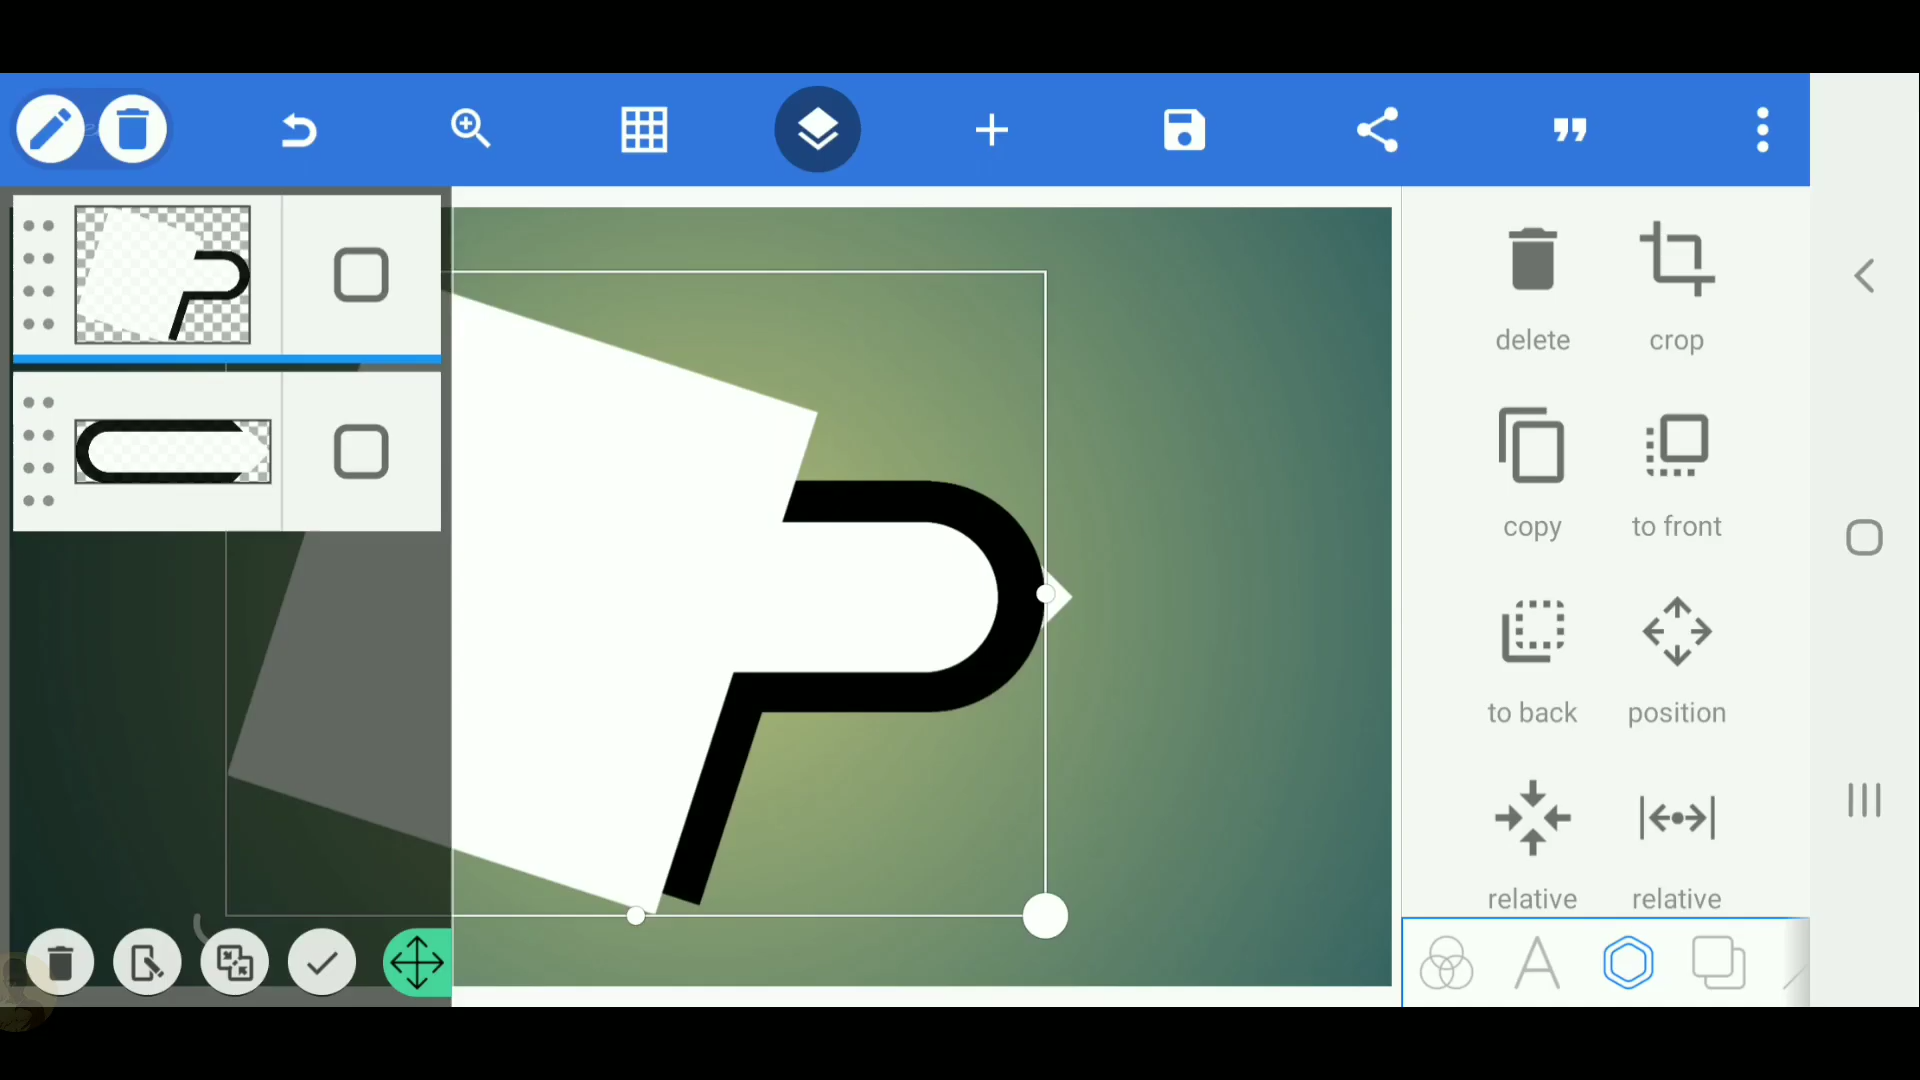 delete
crop
copy
to front
to back
position
relative
relative